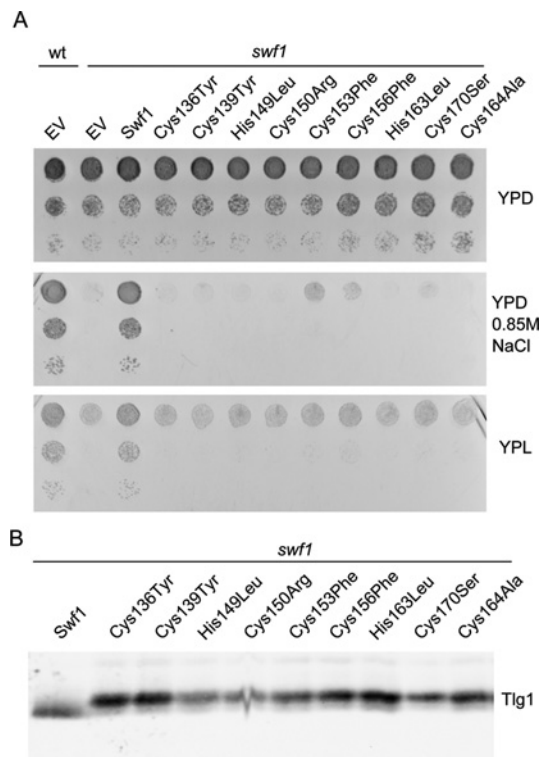 A
wt swf1
EV EV Swf1 Cys136Tyr Cys139Tyr His149Leu Cys150Arg Cys153Phe Cys156Phe His163Leu Cys170Ser Cys164Ala
YPD
YPD
0.85M
NaCl
YPL
B
swf1
Swf1 Cys136Tyr Cys139Tyr His149Leu Cys150Arg Cys153Phe Cys156Phe His163Leu Cys170Ser Cys164Ala
Tlg1